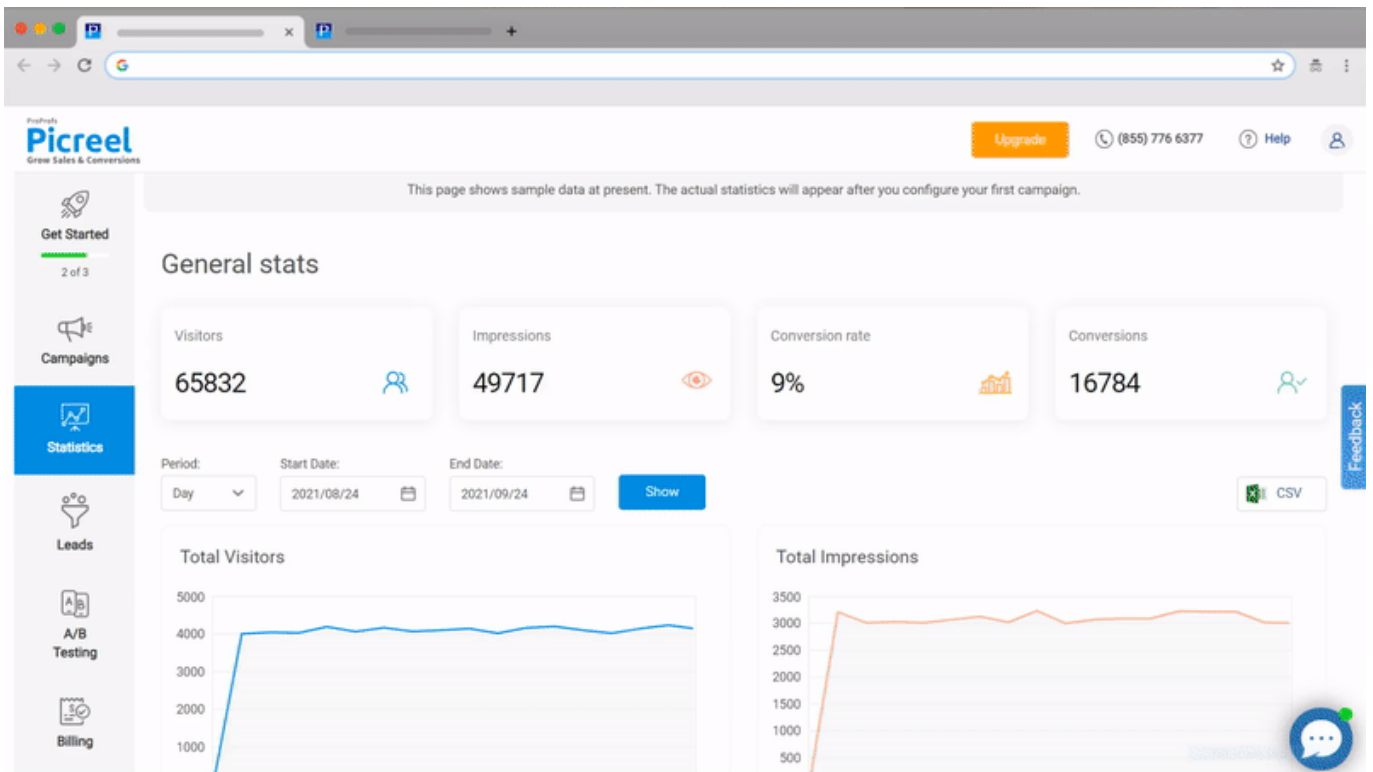 ProProfs
Picreel
Grow Sales & Conversions
Upgrade
(855) 776 6377
Help
This page shows sample data at present. The actual statistics will appear after you configure your first campaign.
Get Started
2 of 3
Campaigns
Statistics
Leads
A/B
Testing
Billing
General stats
Visitors
65832
Impressions
49717
Conversion rate
9%
Conversions
16784
Feedback
Period:
Day
Start Date:
2021/08/24
End Date:
2021/09/24
Show
CSV
Total Visitors
5000
4000
3000
2000
1000
Total Impressions
3500
3000
2500
2000
1500
1000
500